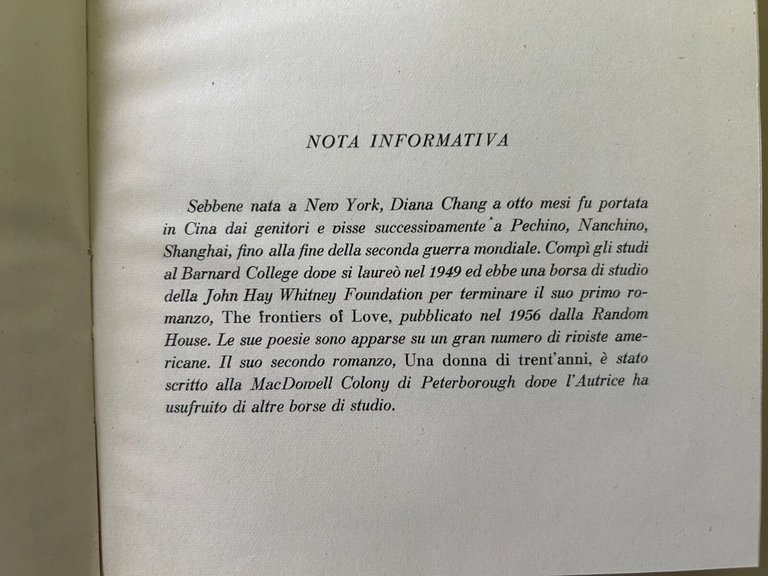 NOTA INFORMATIVA
Sebbene nata a New York, Diana Chang a otto mesi fu portata
in Cina dai genitori e visse successivamente a Pechino, Nanchino,
Shanghai, fino alla fine della seconda guerra mondiale. Compì gli studi
al Barnard College dove si laureò nel 1949 ed ebbe una borsa di studio
della John Hay Whitney Foundation per terminare il suo primo ro-
manzo, The frontiers of Love, pubblicato nel 1956 dalla Random
House. Le sue poesie sono apparse su un gran numero di riviste ame-
ricane. Il suo secondo romanzo, Una donna di trent'anni, è stato
scritto alla MacDowell Colony di Peterborough dove l'Autrice ha
usufruito di altre borse di studio.